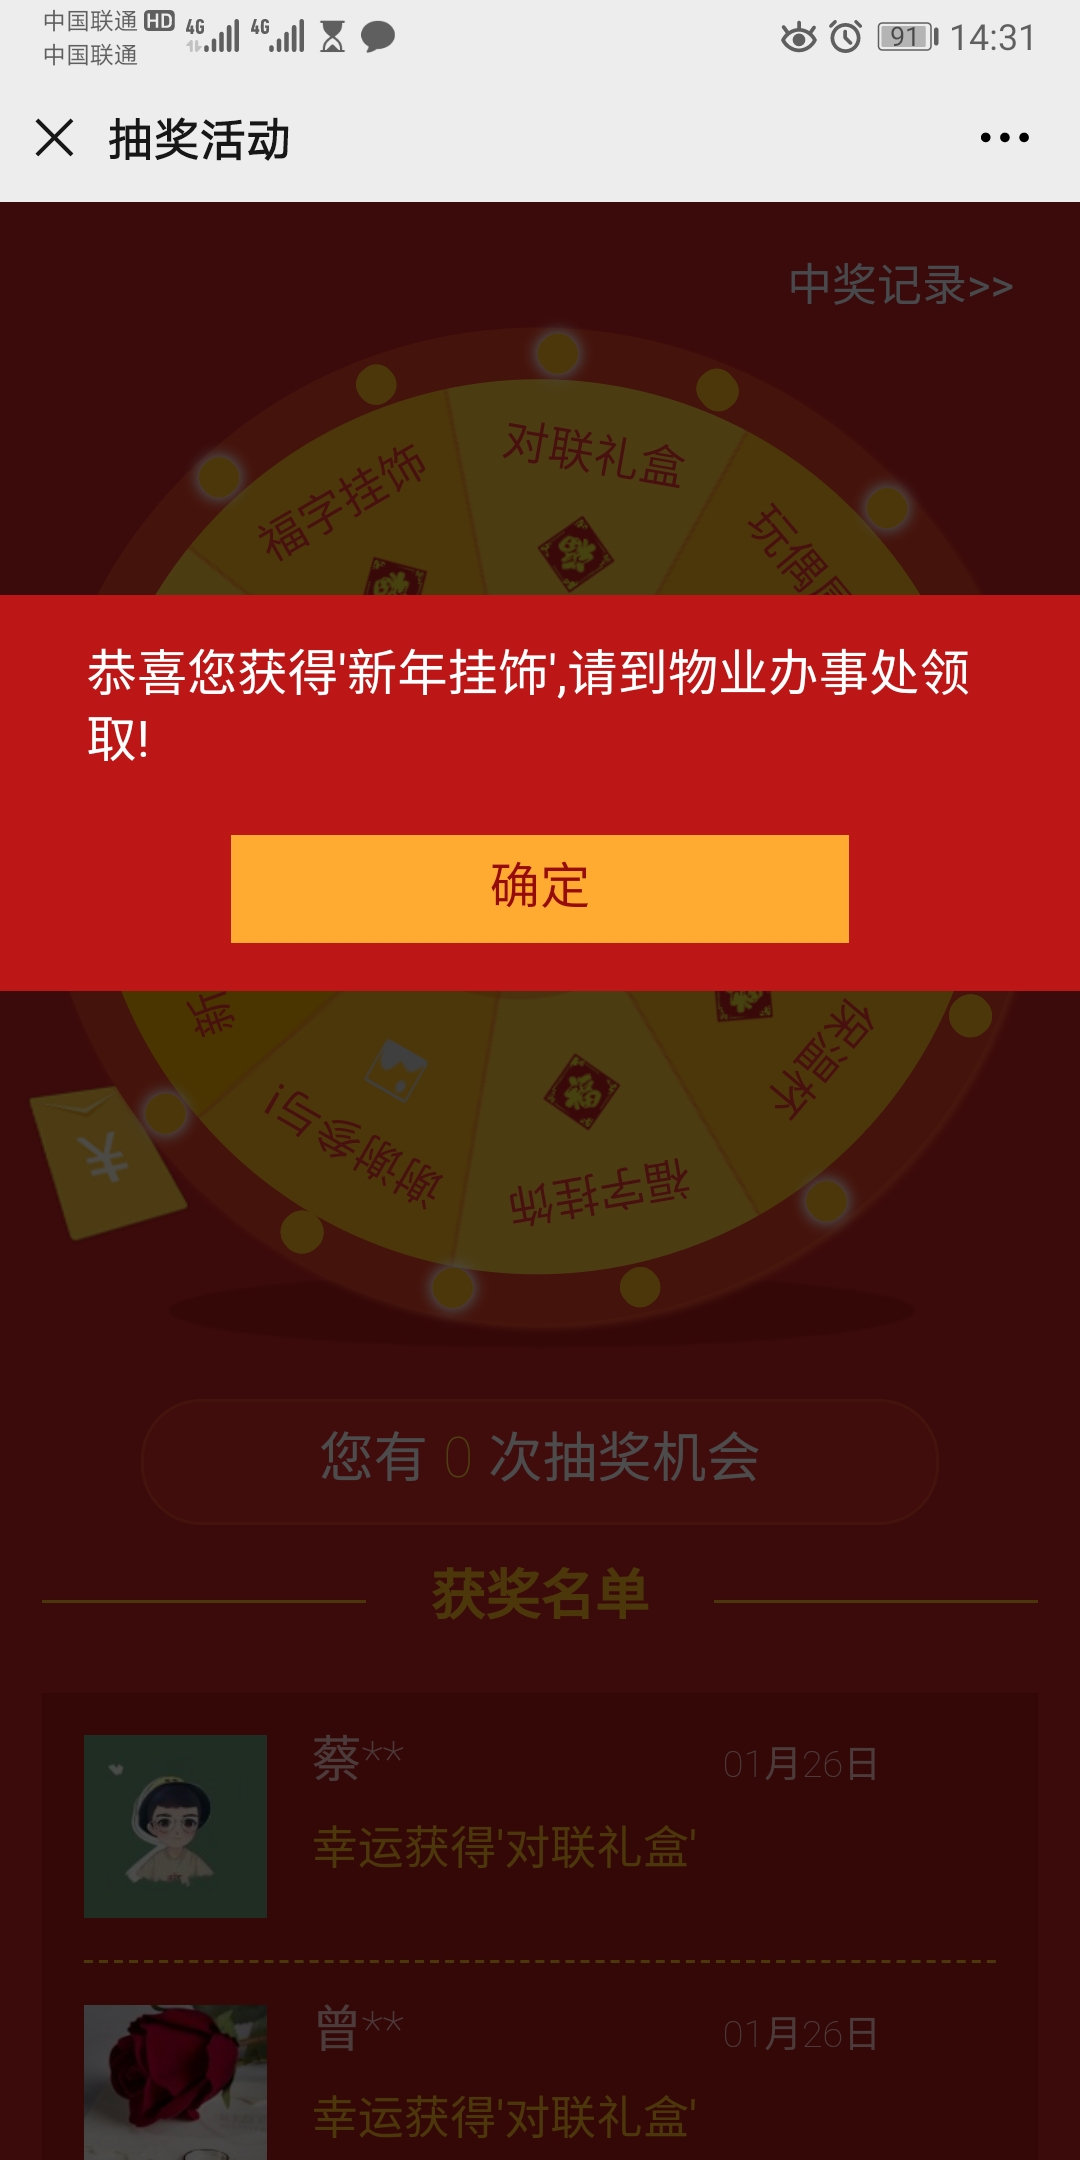 中国联通 HD 4G 4G 91 14:31
中国联通
抽奖活动
中奖记录>>
对联礼盒
福字挂饰
玩偶
恭喜您获得'新年挂饰',请到物业办事处领
取!
确定
新
保温杯
谢谢参与!
福字挂饰
福
¥
您有 0 次抽奖机会
获奖名单
蔡** 01月26日
幸运获得'对联礼盒'
曾** 01月26日
幸运获得'对联礼盒'